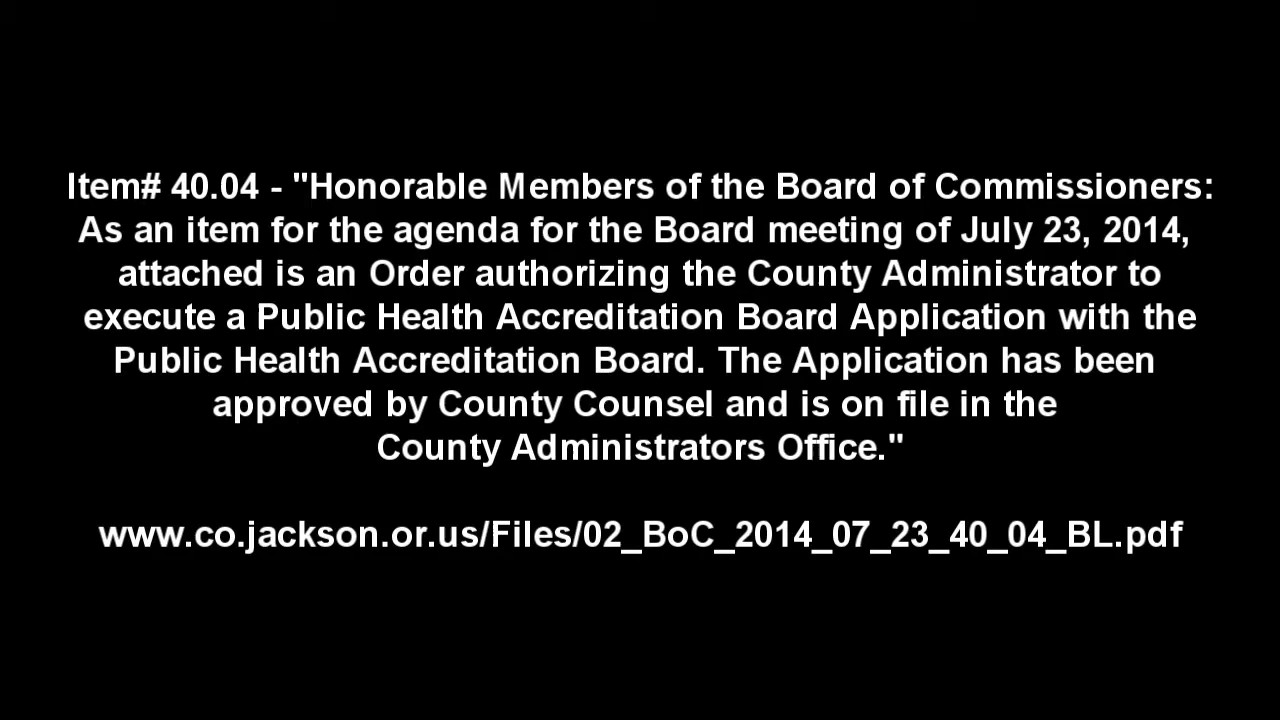 Item# 40.04 - "Honorable Members of the Board of Commissioners:
As an item for the agenda for the Board meeting of July 23, 2014,
attached is an Order authorizing the County Administrator to
execute a Public Health Accreditation Board Application with the
Public Health Accreditation Board. The Application has been
approved by County Counsel and is on file in the
County Administrators Office."
www.co.jackson.or.us/Files/02_BoC_2014_07_23_40_04_BL.pdf